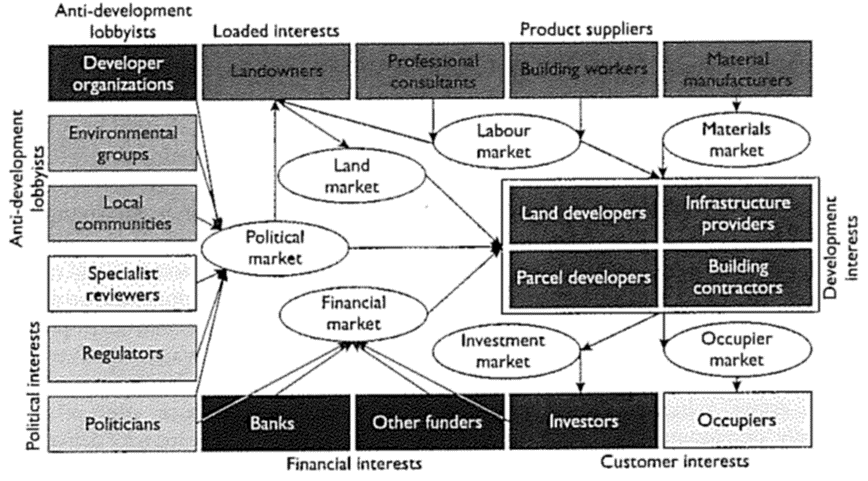 Anti-development
lobbyists
Loaded interests
Product suppliers
Developer
organizations
Landowners
Professional
consultants
Building workers
Material
manufacturers
Anti-development
lobbyists
Environmental
groups
Labour
market
Materials
market
Land
market
Local
communities
Land developers
Infrastructure
providers
Political
market
Development
interests
Specialist
reviewers
Parcel developers
Building
contractors
Financial
market
Political interests
Regulators
Investment
market
Occupier
market
Politicians
Banks
Other funders
Investors
Occupiers
Financial interests
Customer interests